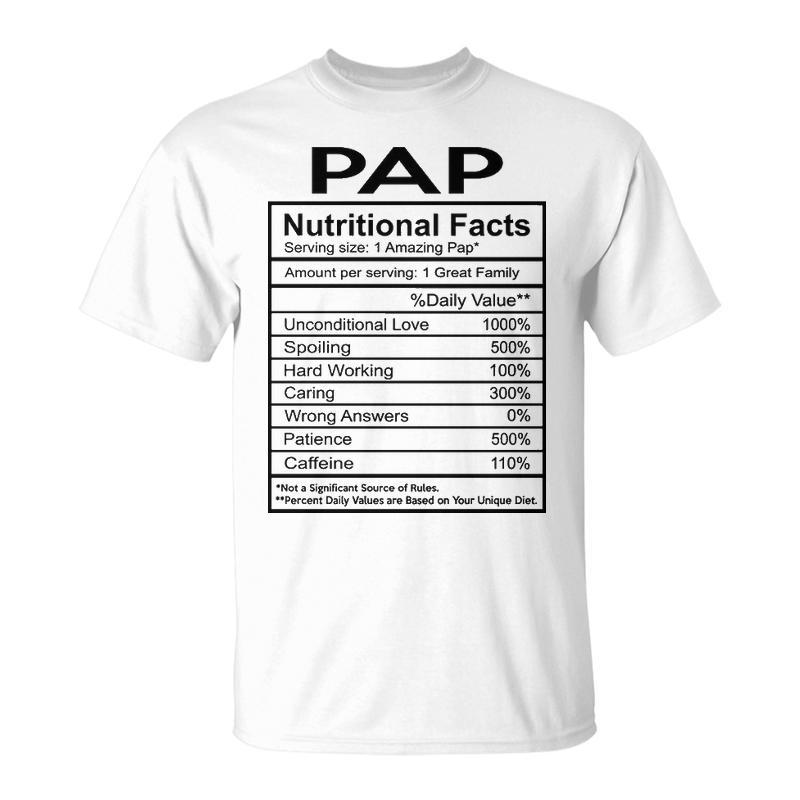 PAP
Nutritional Facts
Serving size: 1 Amazing Pap*
Amount per serving: 1 Great Family
%Daily Value**
Unconditional Love 1000%
Spoiling 500%
Hard Working 100%
Caring 300%
Wrong Answers 0%
Patience 500%
Caffeine 110%
*Not a Significant Source of Rules.
**Percent Daily Values are Based on Your Unique Diet.